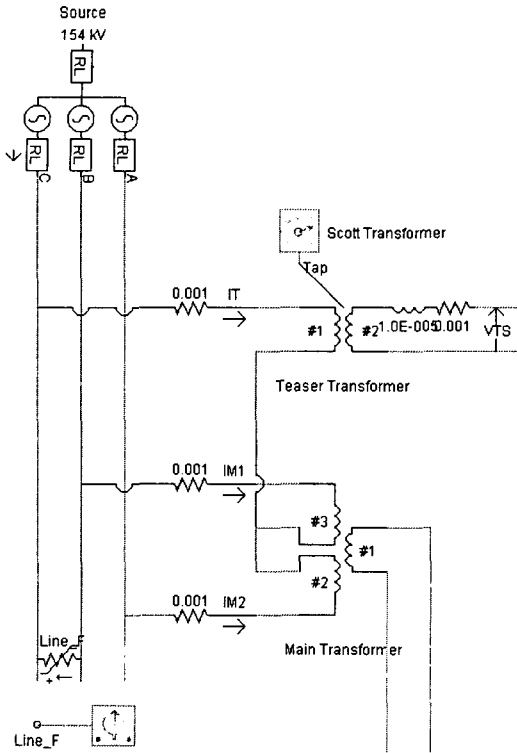 Source
154 kV
RL
RL
RL
RL
C
B
A
Scott Transformer
Tap
0.001
IT
#1
#2
1.0E-005
0.001
VTS
Teaser Transformer
0.001
IM1
#3
#1
#2
0.001
IM2
Main Transformer
Line_F
+
Line_F